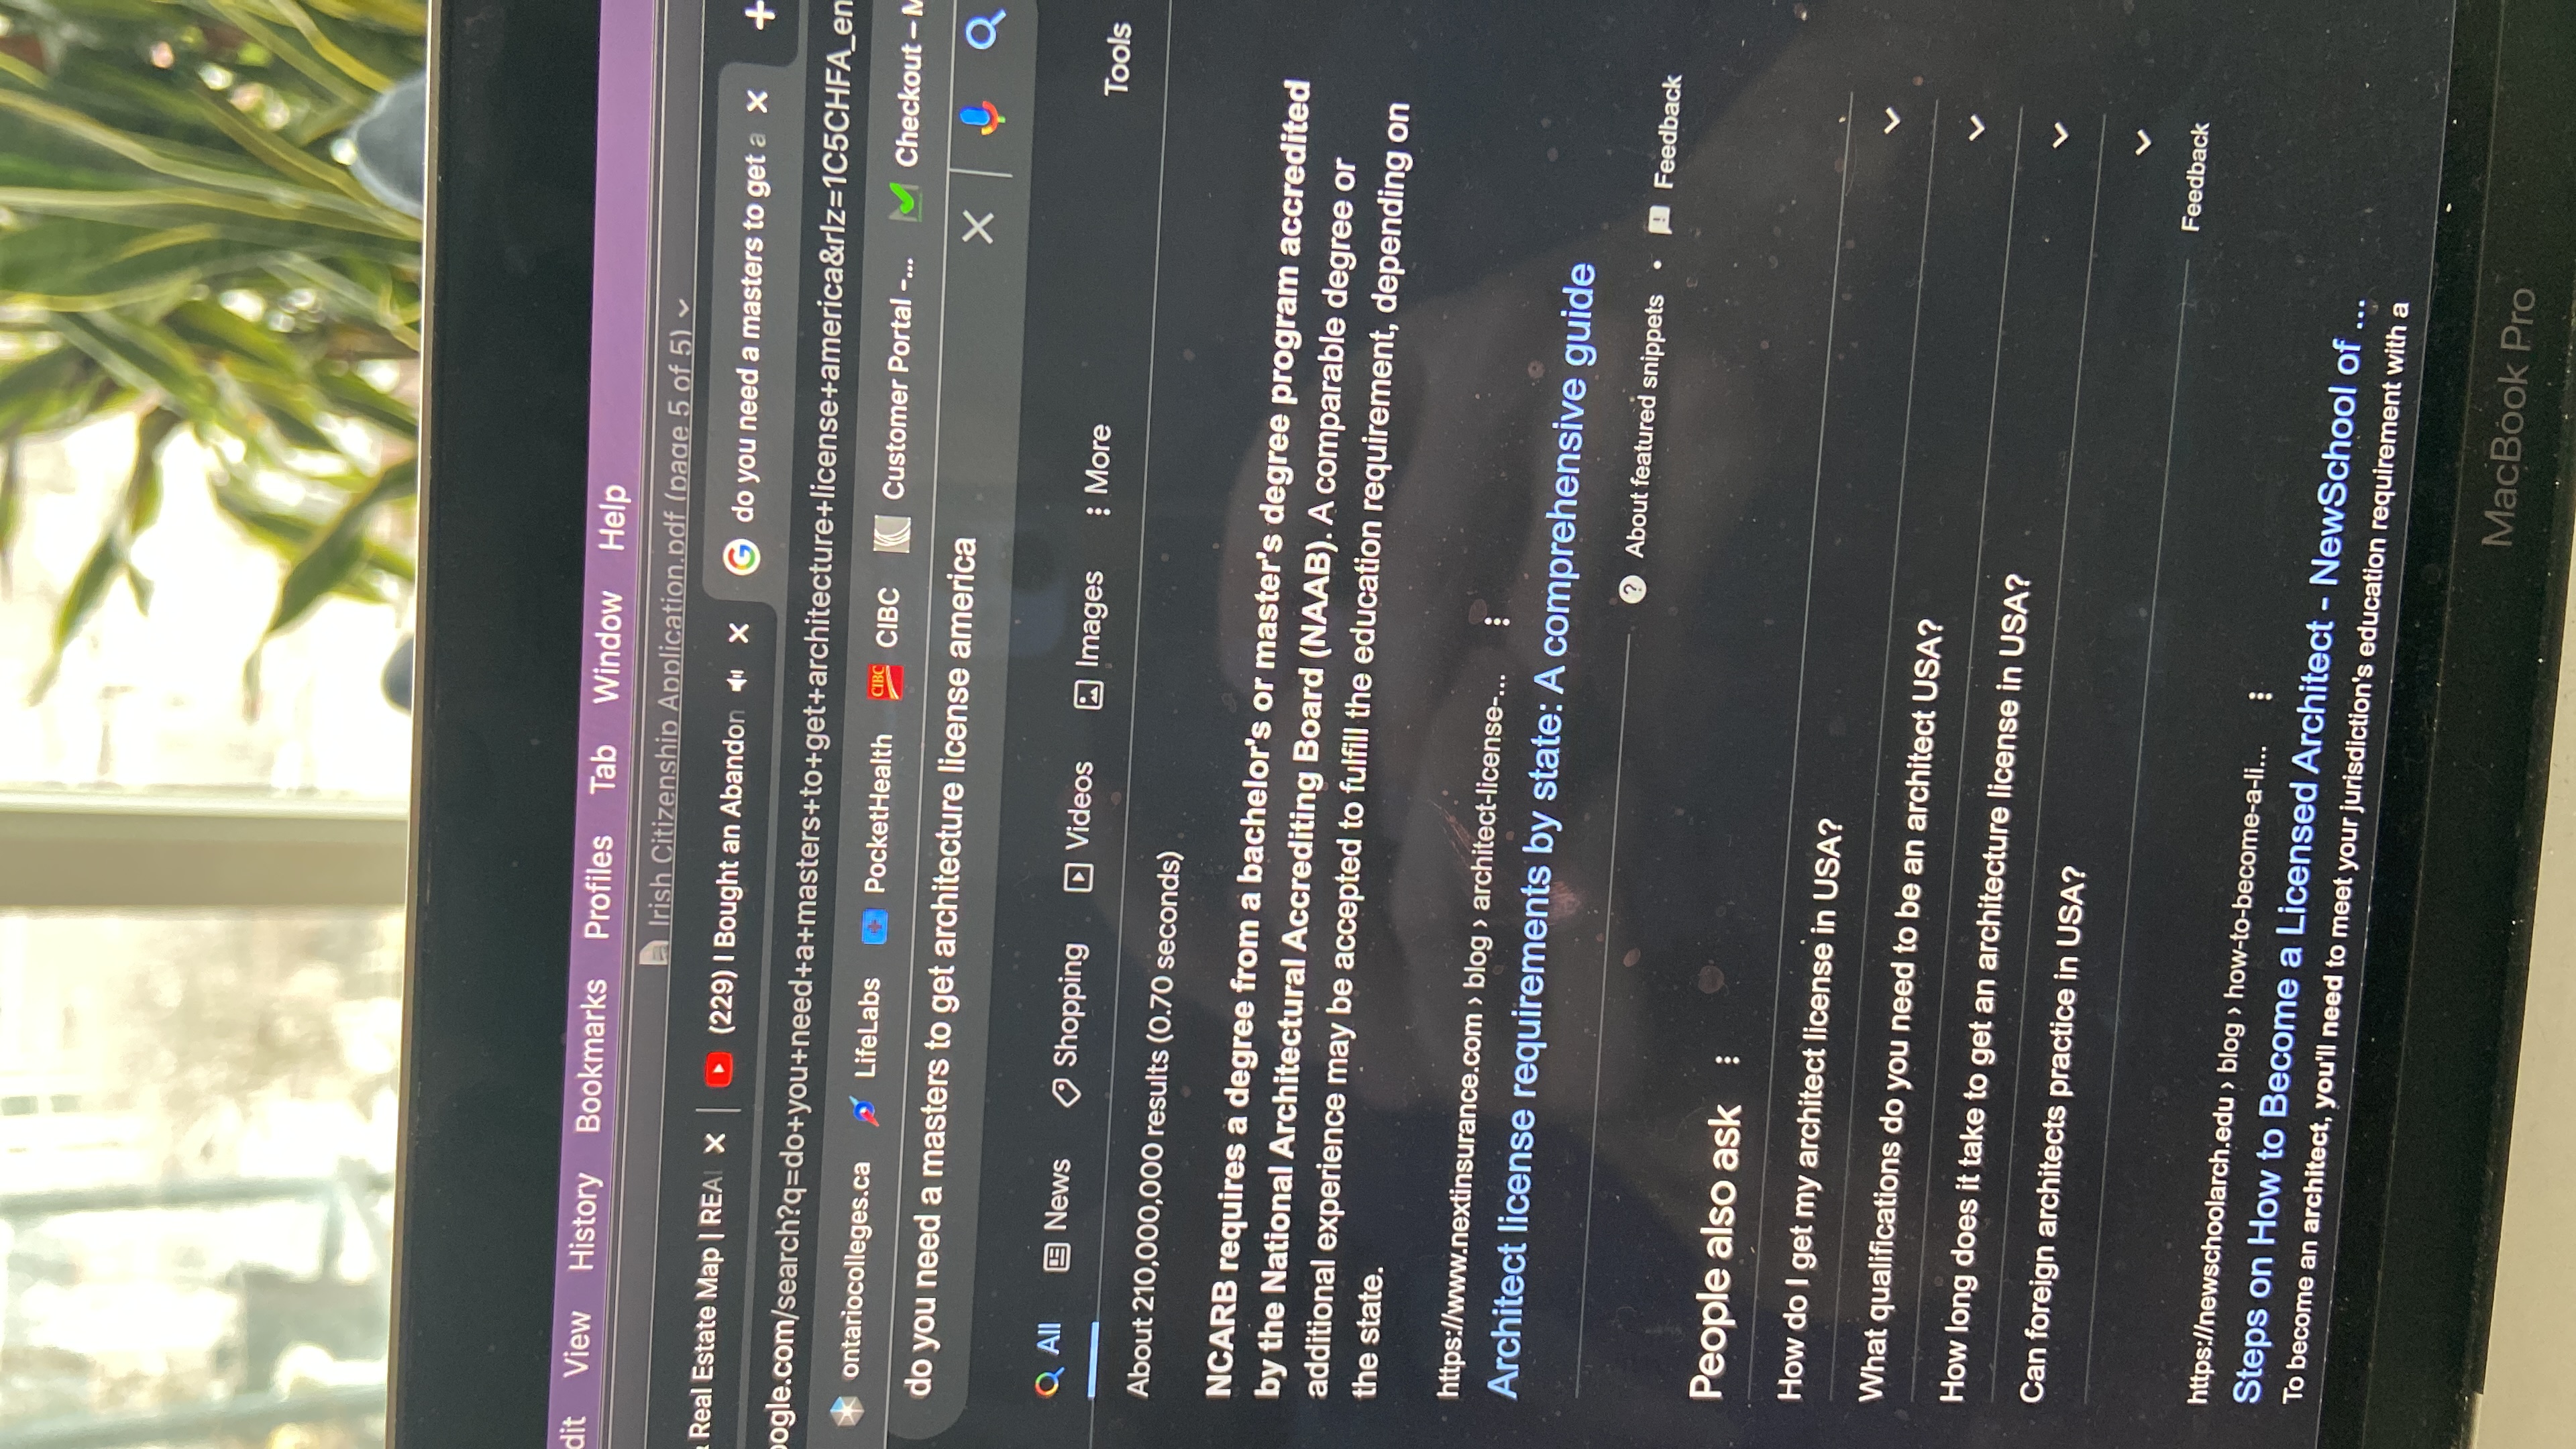 dit View History Bookmarks Profiles Tab Window Help
Irish Citizenship Application.pdf (page 5 of 5)
Real Estate Map | REA (229) I Bought an Abandon do you need a masters to get a
oogle.com/search?q=do+you+need+a+masters+to+get+architecture+license+america&rlz=1C5CHFA_en
ontariocolleges.ca LifeLabs PocketHealth CIBC CIBC Customer Portal -... Checkout – M
do you need a masters to get architecture license america
All News Shopping Videos Images More Tools
About 210,000,000 results (0.70 seconds)
NCARB requires a degree from a bachelor's or master's degree program accredited
by the National Architectural Accrediting Board (NAAB). A comparable degree or
additional experience may be accepted to fulfill the education requirement, depending on
the state.
https://www.nextinsurance.com › blog › architect-license-...
Architect license requirements by state: A comprehensive guide
About featured snippets • Feedback
People also ask
How do I get my architect license in USA?
What qualifications do you need to be an architect USA?
How long does it take to get an architecture license in USA?
Can foreign architects practice in USA?
Feedback
https://newschoolarch.edu › blog › how-to-become-a-li...
Steps on How to Become a Licensed Architect - NewSchool of ...
To become an architect, you'll need to meet your jurisdiction's education requirement with a
MacBook Pro